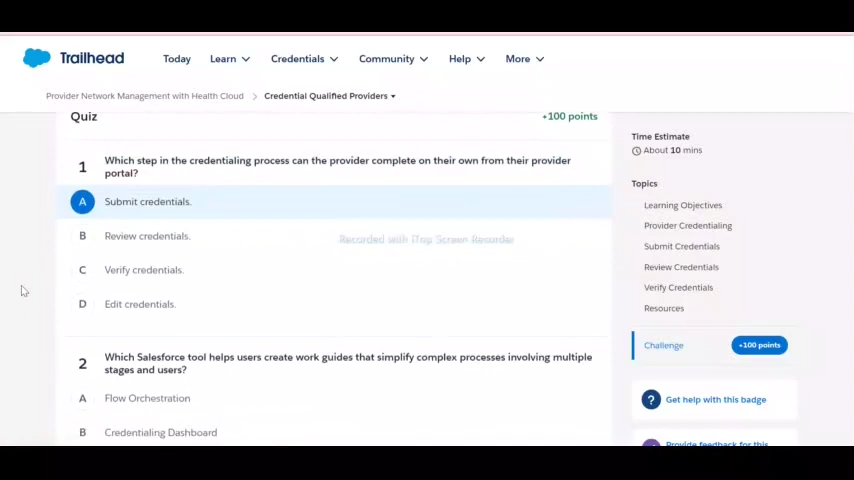 Trailhead Today Learn Credentials Community Help More
Provider Network Management with Health Cloud > Credential Qualified Providers
Quiz +100 points
1 Which step in the credentialing process can the provider complete on their own from their provider
portal?
A Submit credentials.
B Review credentials.
C Verify credentials.
D Edit credentials.
2 Which Salesforce tool helps users create work guides that simplify complex processes involving multiple
stages and users?
A Flow Orchestration
B Credentialing Dashboard
Recorded with iTop Screen Recorder
Time Estimate
About 10 mins
Topics
Learning Objectives
Provider Credentialing
Submit Credentials
Review Credentials
Verify Credentials
Resources
Challenge +100 points
? Get help with this badge
Provide feedback for this